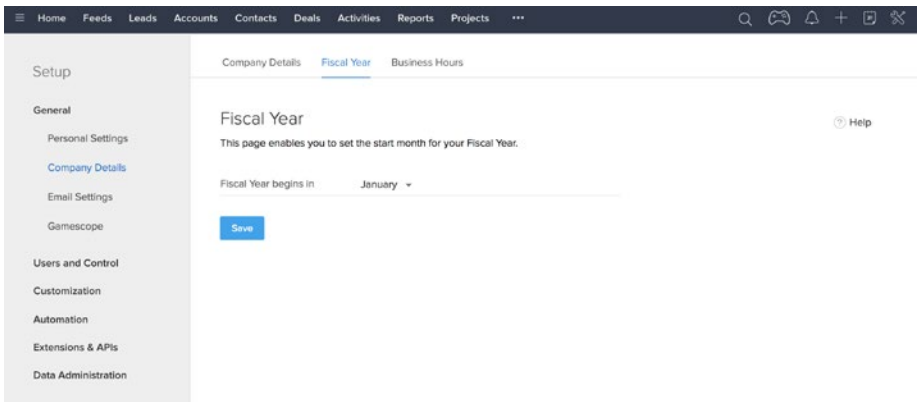 Home Feeds Leads Accounts Contacts Deals Activities Reports Projects
Setup
General
Personal Settings
Company Details
Email Settings
Gamescope
Users and Control
Customization
Automation
Extensions & APIs
Data Administration
Company Details Fiscal Year Business Hours
Fiscal Year
? Help
This page enables you to set the start month for your Fiscal Year.
Fiscal Year begins in January
Save